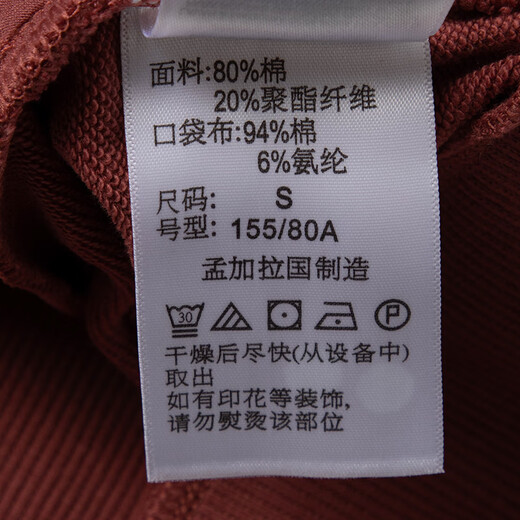 面料:80%棉
20%聚酯纤维
口袋布:94%棉
6%氨纶
尺码: S
号型: 155/80A
孟加拉国制造
30 P
干燥后尽快(从设备中)
取出
如有印花等装饰,
请勿熨烫该部位